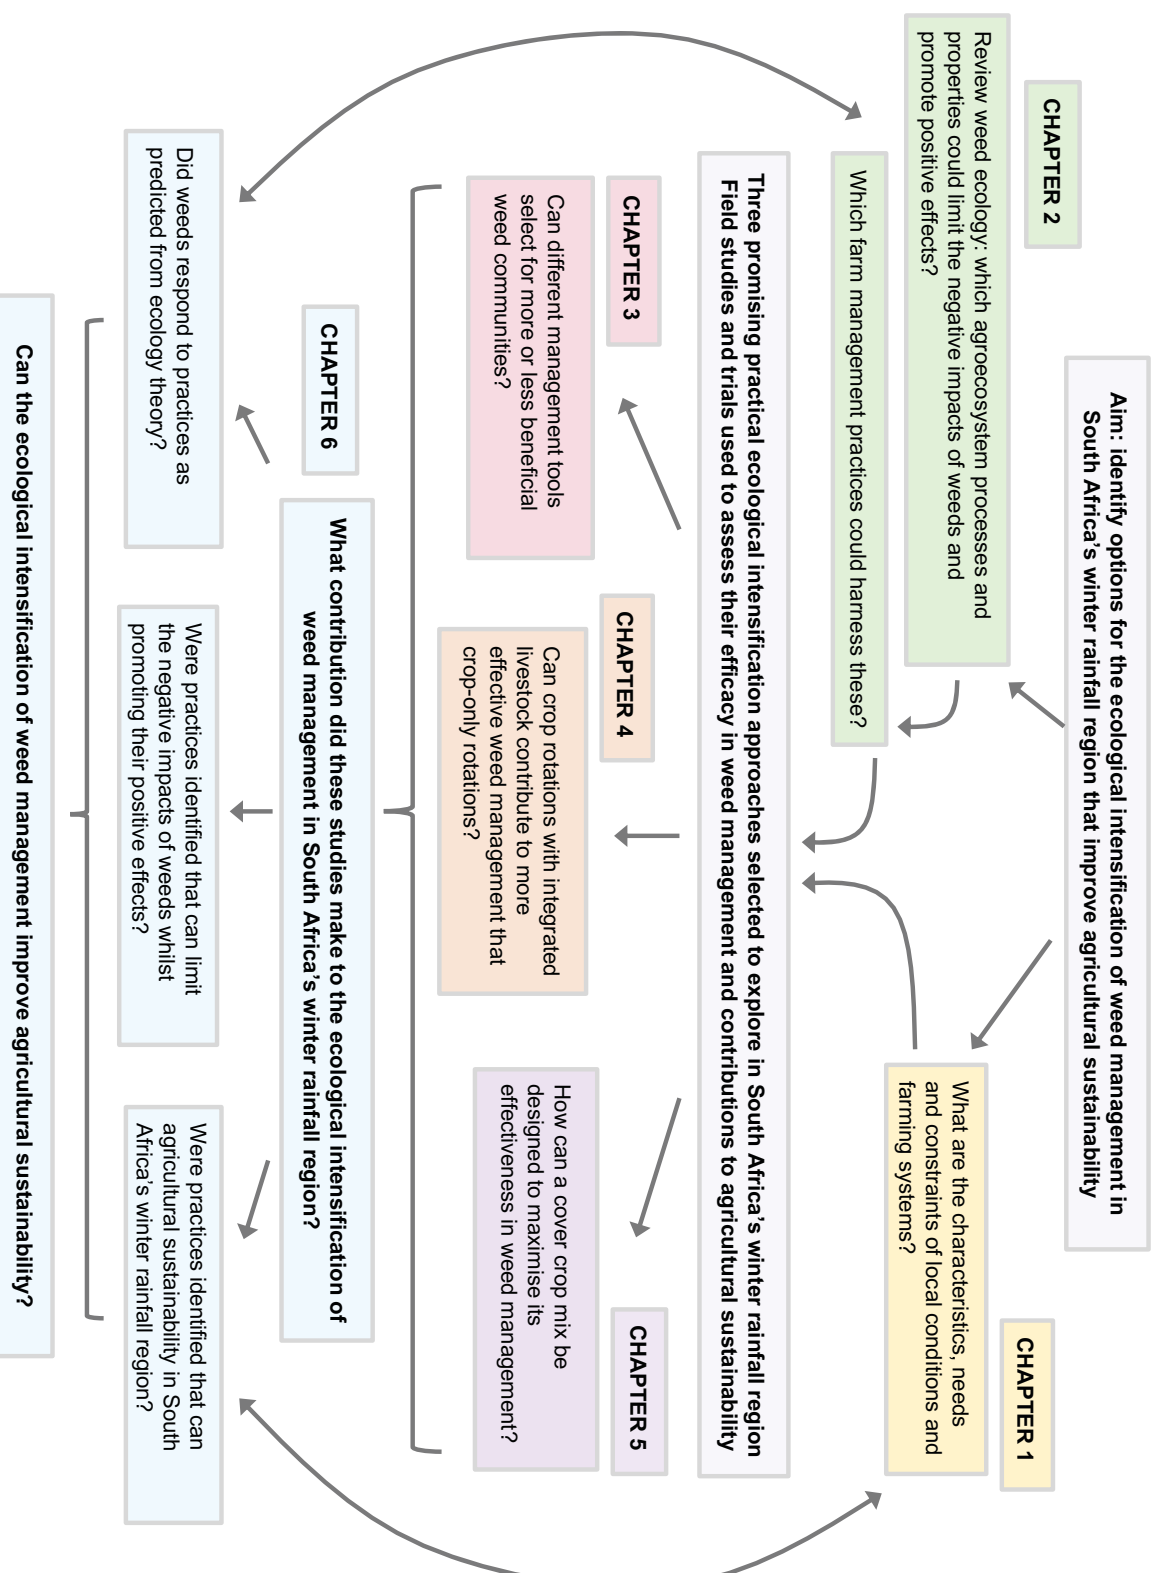 Aim: identify options for the ecological intensification of weed management in
South Africa's winter rainfall region that improve agricultural sustainability
CHAPTER 2
Review weed ecology: which agroecosystem processes and
properties could limit the negative impacts of weeds and
promote positive effects?
Which farm management practices could harness these?
CHAPTER 1
What are the characteristics, needs
and constraints of local conditions and
farming systems?
Three promising practical ecological intensification approaches selected to explore in South Africa's winter rainfall region
Field studies and trials used to assess their efficacy in weed management and contributions to agricultural sustainability
CHAPTER 3
Can different management tools
select for more or less beneficial
weed communities?
CHAPTER 4
Can crop rotations with integrated
livestock contribute to more
effective weed management that
crop-only rotations?
CHAPTER 5
How can a cover crop mix be
designed to maximise its
effectiveness in weed management?
CHAPTER 6
What contribution did these studies make to the ecological intensification of
weed management in South Africa's winter rainfall region?
Did weeds respond to practices as
predicted from ecology theory?
Were practices identified that can limit
the negative impacts of weeds whilst
promoting their positive effects?
Were practices identified that can
agricultural sustainability in South
Africa's winter rainfall region?
Can the ecological intensification of weed management improve agricultural sustainability?